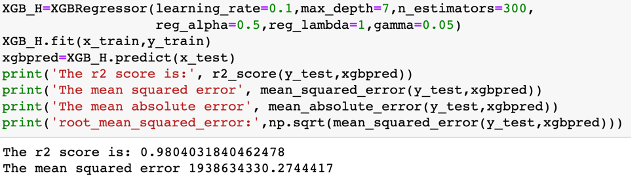 XGB_H=XGBRegressor(learning_rate=0.1,max_depth=7,n_estimators=300,
reg_alpha=0.5,reg_lambda=1,gamma=0.05)
XGB_H.fit(x_train,y_train)
xgbpred=XGB_H.predict(x_test)
print('The r2 score is:', r2_score(y_test,xgbpred))
print('The mean squared error', mean_squared_error(y_test,xgbpred))
print('The mean absolute error', mean_absolute_error(y_test,xgbpred))
print('root_mean_squared_error:',np.sqrt(mean_squared_error(y_test,xgbpred)))
The r2 score is: 0.9804031840462478
The mean squared error 1938634330.2744417